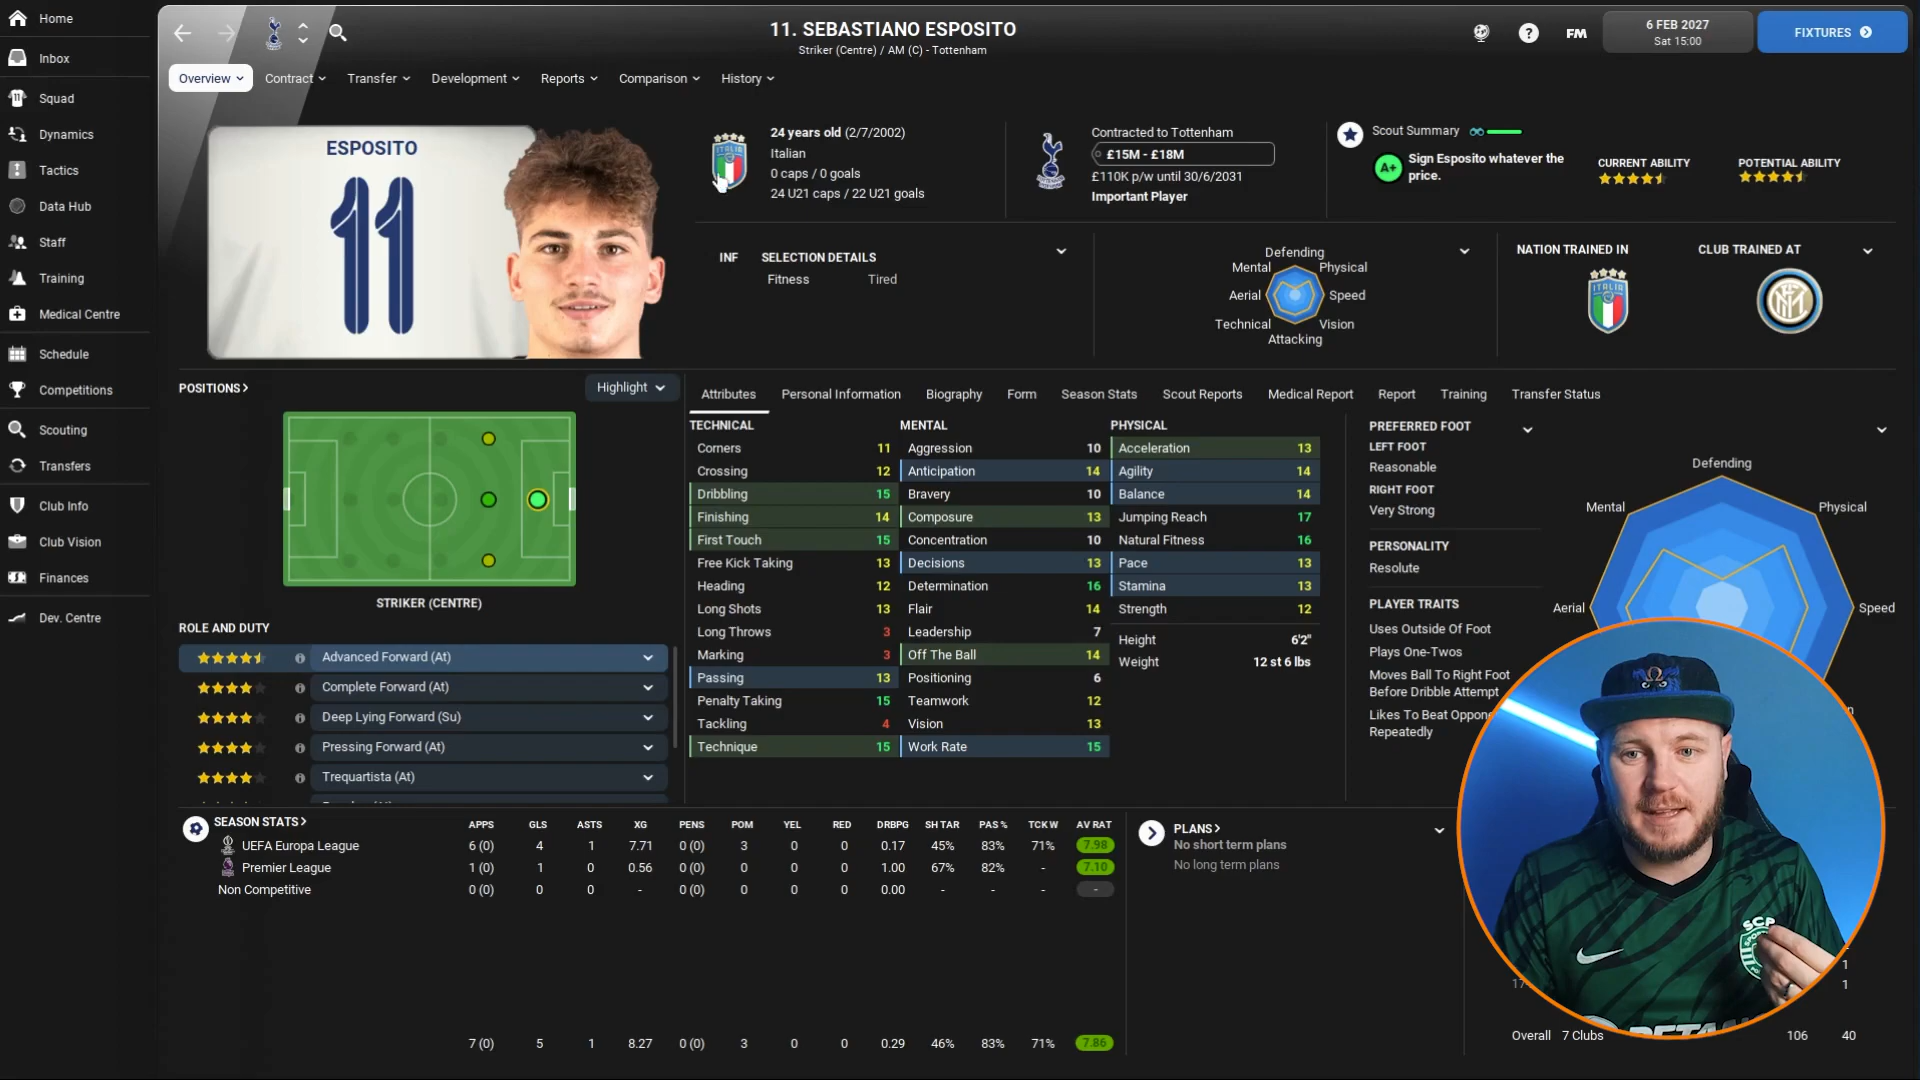 Home
Inbox
Squad
Dynamics
Tactics
Data Hub
Staff
Training
Medical Centre
Schedule
Competitions
Scouting
Transfers
Club Info
Club Vision
Finances
Dev. Centre
11. SEBASTIANO ESPOSITO
Striker (Centre) / AM (C) - Tottenham
FM
6 FEB 2027
Sat 15:00
FIXTURES
Overview Contract Transfer Development Reports Comparison History
ESPOSITO
11
24 years old (2/7/2002)
Italian
0 caps / 0 goals
24 U21 caps / 22 U21 goals
Contracted to Tottenham
£15M - £18M
£110K p/w until 30/6/2031
Important Player
Scout Summary
A+ Sign Esposito whatever the
price.
CURRENT ABILITY
POTENTIAL ABILITY
INF SELECTION DETAILS
Fitness Tired
Defending
Mental Physical
Aerial Speed
Technical Vision
Attacking
NATION TRAINED IN
ITALIA
CLUB TRAINED AT
POSITIONS
Highlight
STRIKER (CENTRE)
ROLE AND DUTY
Advanced Forward (At)
Complete Forward (At)
Deep Lying Forward (Su)
Pressing Forward (At)
Trequartista (At)
Attributes Personal Information Biography Form Season Stats Scout Reports Medical Report Report Training Transfer Status
TECHNICAL
Corners 11
Crossing 12
Dribbling 15
Finishing 14
First Touch 15
Free Kick Taking 13
Heading 12
Long Shots 13
Long Throws 3
Marking 3
Passing 13
Penalty Taking 15
Tackling 4
Technique 15
MENTAL
Aggression 10
Anticipation 14
Bravery 10
Composure 13
Concentration 10
Decisions 13
Determination 16
Flair 14
Leadership 7
Off The Ball 14
Positioning 6
Teamwork 12
Vision 13
Work Rate 15
PHYSICAL
Acceleration 13
Agility 14
Balance 14
Jumping Reach 17
Natural Fitness 16
Pace 13
Stamina 13
Strength 12
Height 6'2"
Weight 12 st 6 lbs
PREFERRED FOOT
LEFT FOOT
Reasonable
RIGHT FOOT
Very Strong
PERSONALITY
Resolute
PLAYER TRAITS
Uses Outside Of Foot
Plays One-Twos
Moves Ball To Right Foot
Before Dribble Attempt
Likes To Beat
Repeatedly
Defending
Mental Physical
Aerial Speed
SEASON STATS APPS GLS ASTS XG PENS POM YEL RED DRBPG SH TAR PAS % TCK W AV RAT
UEFA Europa League 6 (0) 4 1 7.71 0 (0) 3 0 0 0.17 45% 83% 71% 7.98
Premier League 1 (0) 1 0 0.56 0 (0) 0 0 0 1.00 67% 82% - 7.10
Non Competitive 0 (0) 0 0 - 0 (0) 0 0 0 0.00 - - - -
7 (0) 5 1 8.27 0 (0) 3 0 0 0.29 46% 83% 71% 7.86
PLANS
No short term plans
No long term plans
SCP
1
1
Overall 7 Clubs 106 40